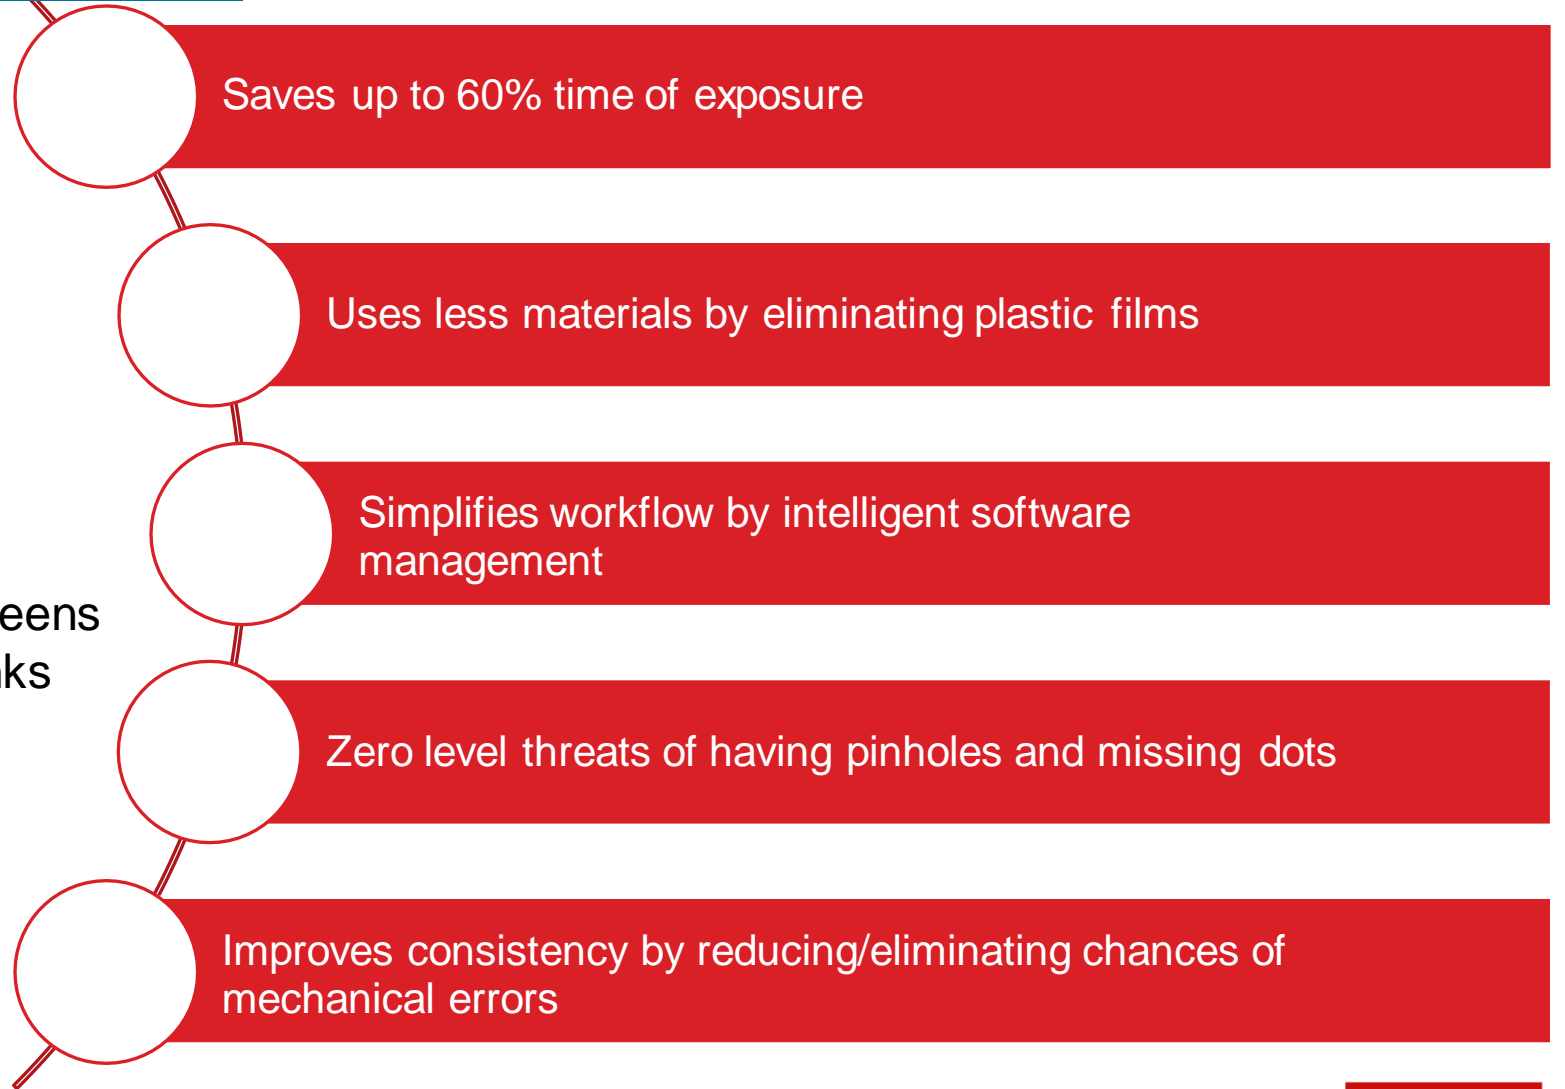 Saves up to 60% time of exposure
Uses less materials by eliminating plastic films
Simplifies workflow by intelligent software
management
eens
ks
Zero level threats of having pinholes and missing dots
Improves consistency by reducing/eliminating chances of
mechanical errors